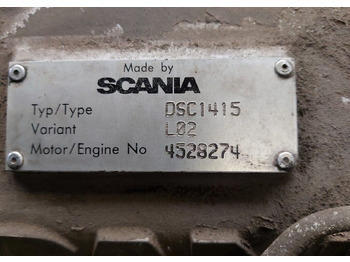 Made by
SCANIA
Typ/Type DSC1415
Variant L02
Motor/Engine No 4528274